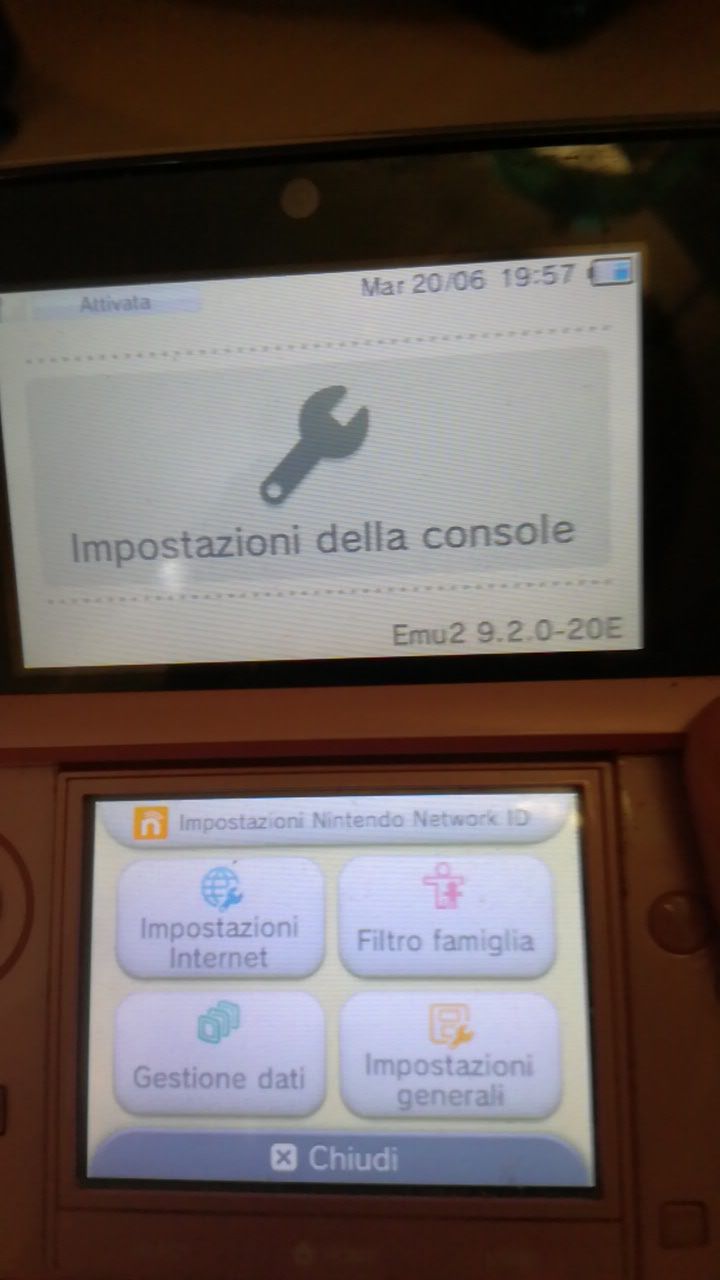 Attivata
Mar 20/06 19:57
Impostazioni della console
Emu2 9.2.0-20E
Impostazioni Nintendo Network ID
Impostazioni
Internet
Filtro famiglia
Gestione dati
Impostazioni
generali
Chiudi